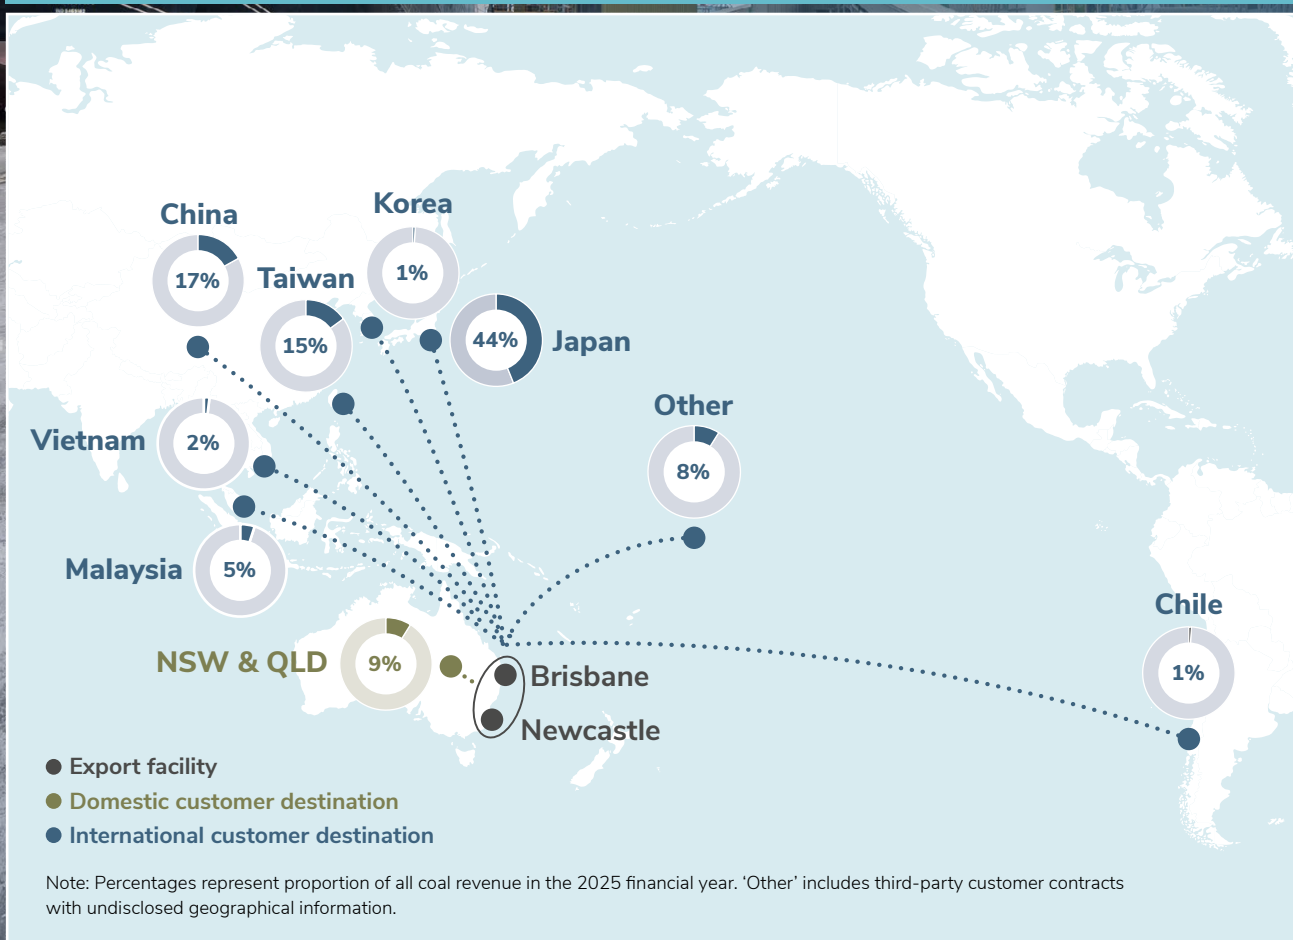 China
17%
Korea
1%
Taiwan
15%
44%
Japan
Vietnam
2%
Other
8%
Malaysia
5%
Chile
1%
NSW & QLD
9%
Brisbane
Newcastle
Export facility
Domestic customer destination
International customer destination
Note: Percentages represent proportion of all coal revenue in the 2025 financial year. ‘Other’ includes third-party customer contracts
with undisclosed geographical information.